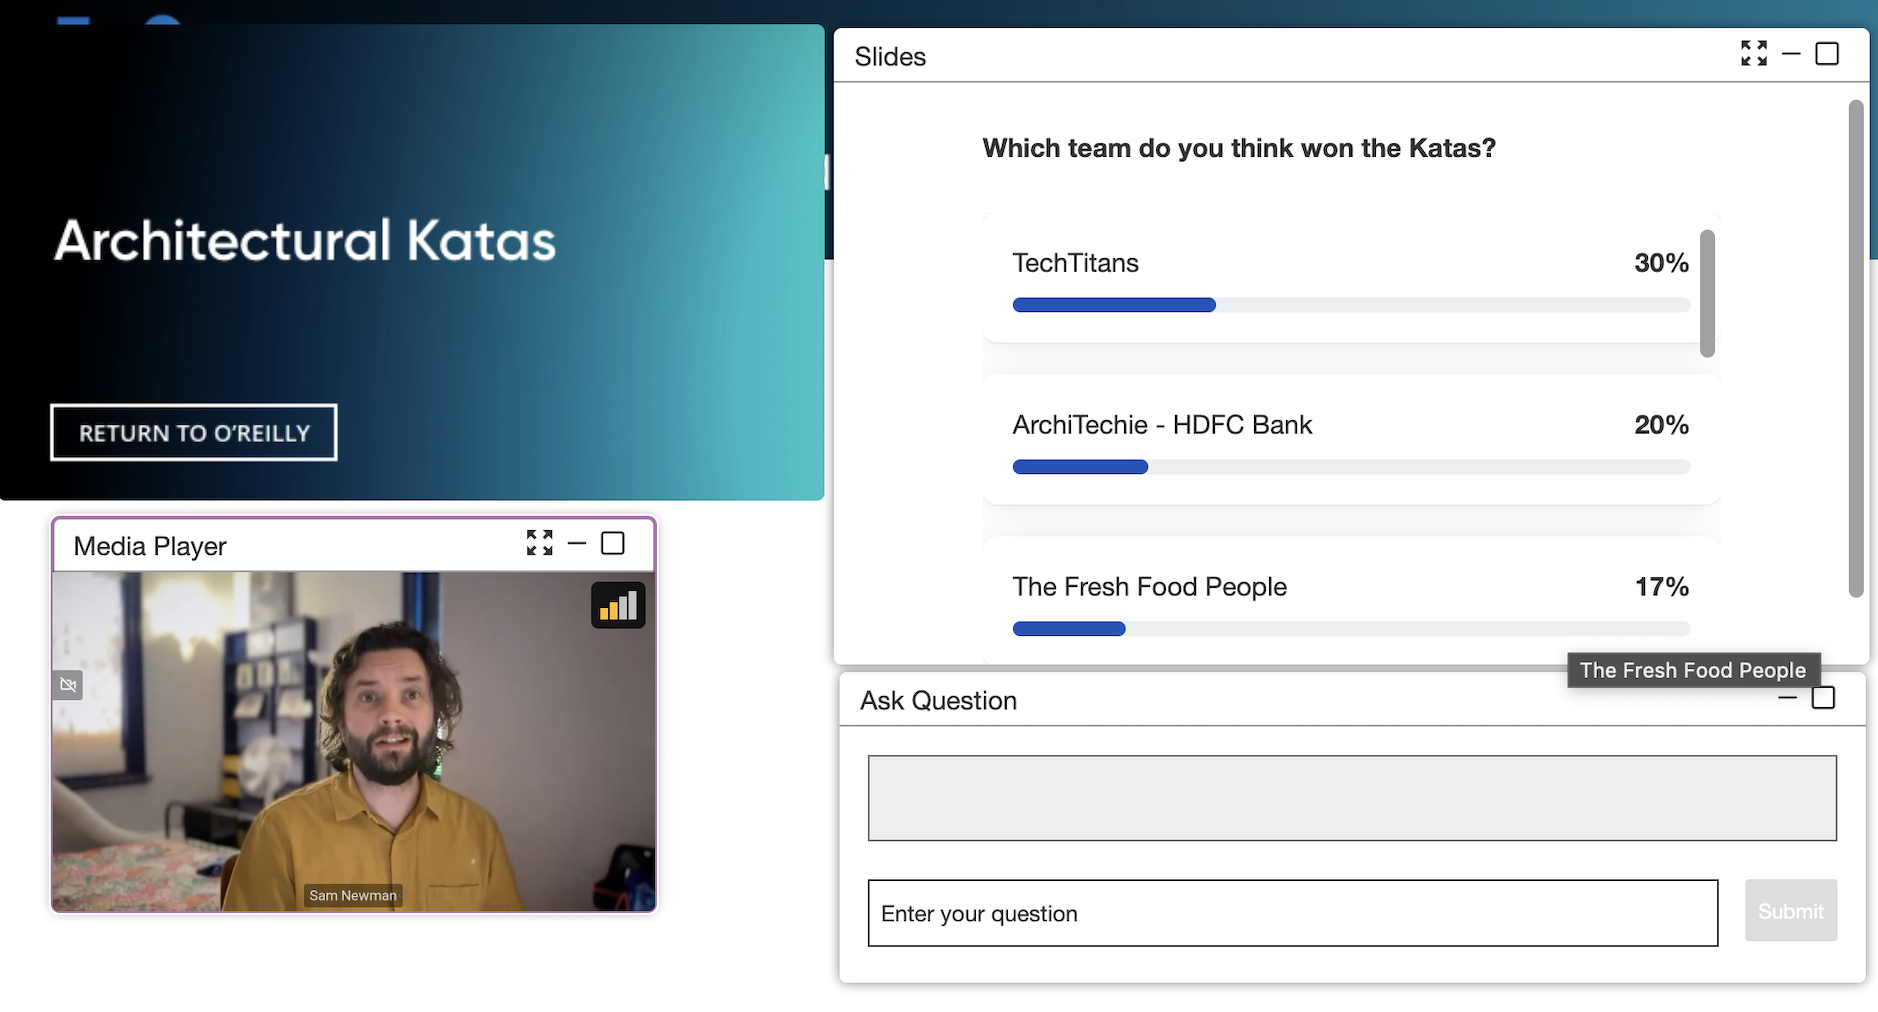 Architectural Katas
RETURN TO O'REILLY
Media Player
Sam Newman
Slides
Which team do you think won the Katas?
TechTitans 30%
ArchiTechie - HDFC Bank 20%
The Fresh Food People 17%
The Fresh Food People
Ask Question
Enter your question
Submit